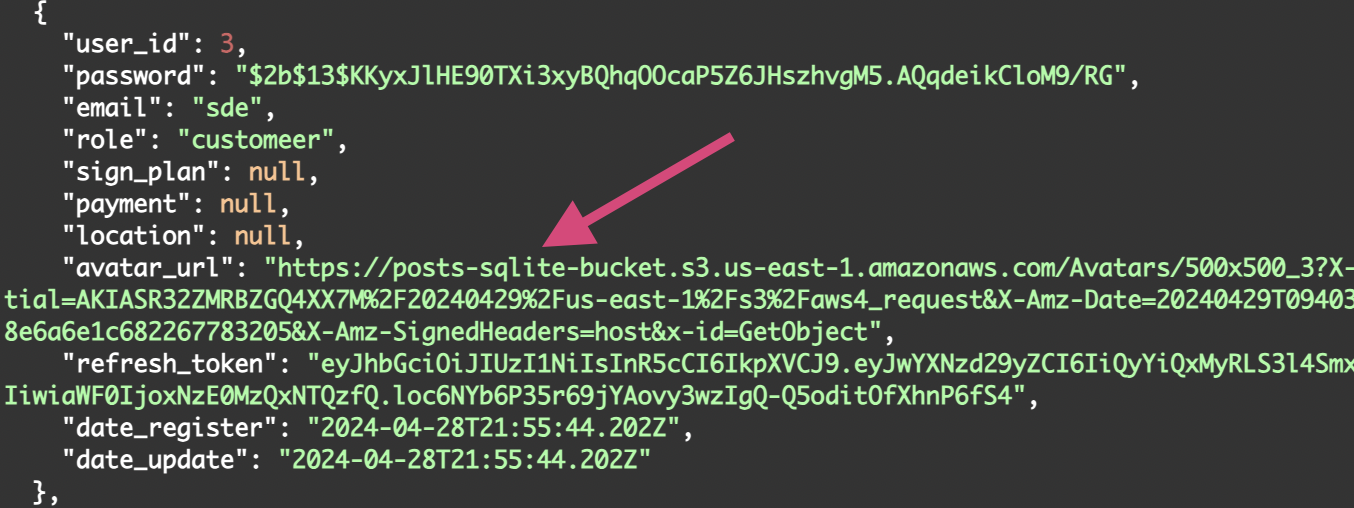 {
"user_id": 3,
"password": "$2b$13$KKyxJlHE90TXi3xyBQhqOOcaP5Z6JHszhvgM5.AQqdeikCloM9/RG",
"email": "sde",
"role": "customeer",
"sign_plan": null,
"payment": null,
"location": null,
"avatar_url": "https://posts-sqlite-bucket.s3.us-east-1.amazonaws.com/Avatars/500x500_3?X-
tial=AKIASR32ZMRBZGQ4XX7M%2F20240429%2Fus-east-1%2Fs3%2Faws4_request&X-Amz-Date=20240429T09403
8e6a6e1c682267783205&X-Amz-SignedHeaders=host&x-id=GetObject",
"refresh_token": "eyJhbGciOiJIUzI1NiIsInR5cCI6IkpXVCJ9.eyJwYXNzd29yZCI6IiQyYiQxMyRLS3l4Smx
IiwiaWF0IjoxNzE0MzQxNTQzfQ.loc6NYb6P35r69jYAovy3wzIgQ-Q5oditOfXhnP6fS4",
"date_register": "2024-04-28T21:55:44.202Z",
"date_update": "2024-04-28T21:55:44.202Z"
},